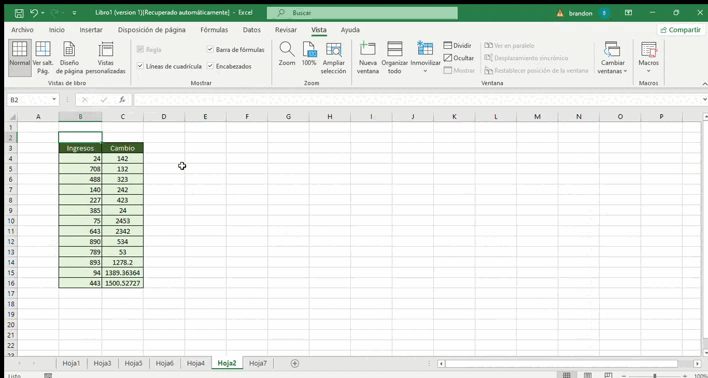 Libro1 (version 1)[Recuperado automáticamente] - Excel
Buscar
brandon
Archivo Inicio Insertar Disposición de página Fórmulas Datos Revisar Vista Ayuda
Compartir
Normal Ver salt. Pág. Diseño de página Vistas personalizadas
Vistas de libro
Regla Barra de fórmulas
Líneas de cuadrícula Encabezados
Mostrar
Zoom 100% Ampliar selección
Zoom
Nueva ventana Organizar todo Inmovilizar
Dividir
Ocultar
Mostrar
Ver en paralelo
Desplazamiento sincrónico
Restablecer posición de la ventana
Cambiar ventanas
Ventana
Macros
Macros
B2
fx
A B C D E F G H I J K L M N O P
1
2
3 Ingresos Cambio
4 24 142
5 708 132
6 488 323
7 140 242
8 227 423
9 385 24
10 75 2453
11 643 2342
12 890 534
13 789 53
14 893 1278.2
15 94 1389.36364
16 443 1500.52727
17
18
19
20
21
22
23
Hoja1 Hoja3 Hoja5 Hoja6 Hoja4 Hoja2 Hoja7
Listo
100%